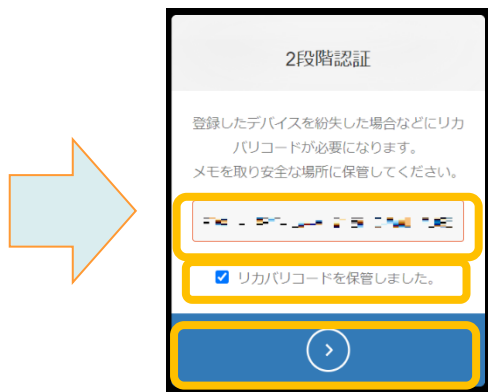 2段階認証
登録したデバイスを紛失した場合などにリカ
バリコードが必要になります。
メモを取り安全な場所に保管してください。
リカバリコードを保管しました。